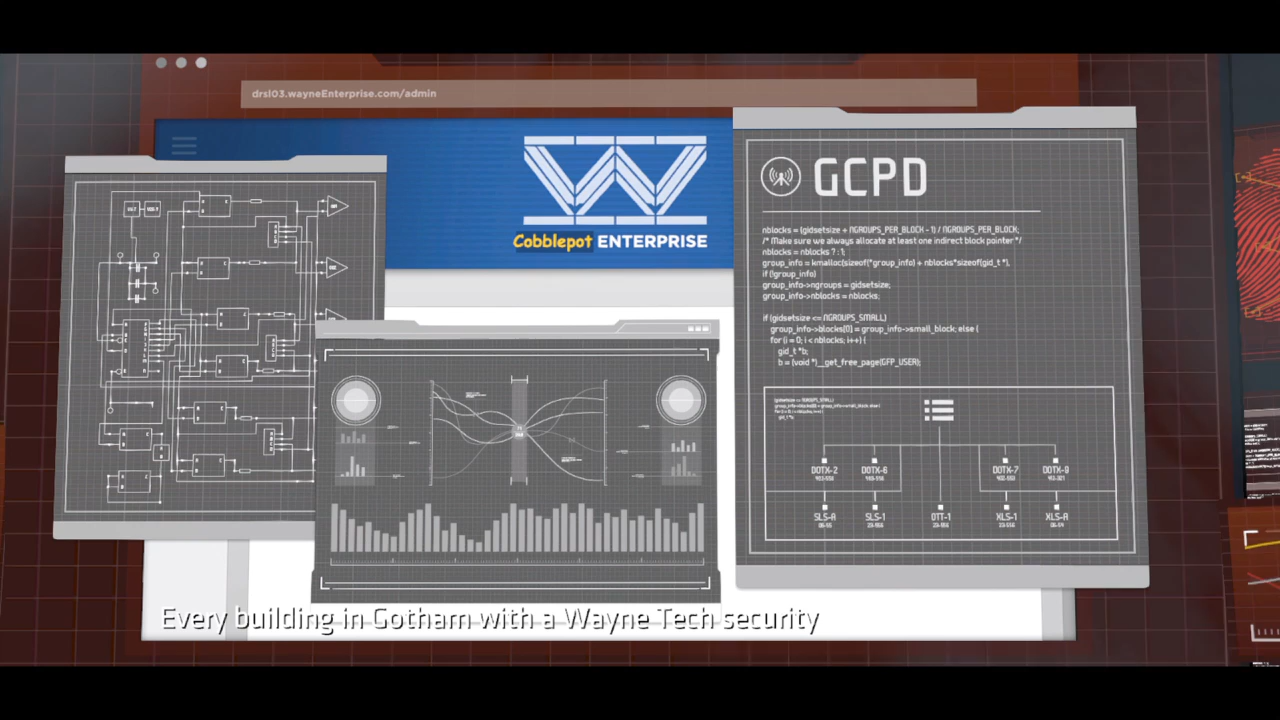 drsl03.wayneEnterprise.com/admin
Cobblepot ENTERPRISE
GCPD
nblocks = (gidsetsize + NGROUPS_PER_BLOCK - 1) / NGROUPS_PER_BLOCK;
/* Make sure we always allocate at least one indirect block pointer */
nblocks = nblocks ? : 1;
group_info = kmalloc(sizeof(*group_info) + nblocks*sizeof(gid_t *),
if (!group_info)
group_info->ngroups = gidsetsize;
group_info->nblocks = nblocks;
if (gidsetsize <= NGROUPS_SMALL)
group_info->blocks[0] = group_info->small_block; else {
for (i = 0; i < nblocks; i++) {
gid_t *b;
b = (void *)__get_free_page(GFP_USER);
DOTX-2 DOTX-6 DOTX-7 DOTX-9
SLS-A SLS-1 OTT-1 XLS-1 XLS-A
Every building in Gotham with a Wayne Tech security